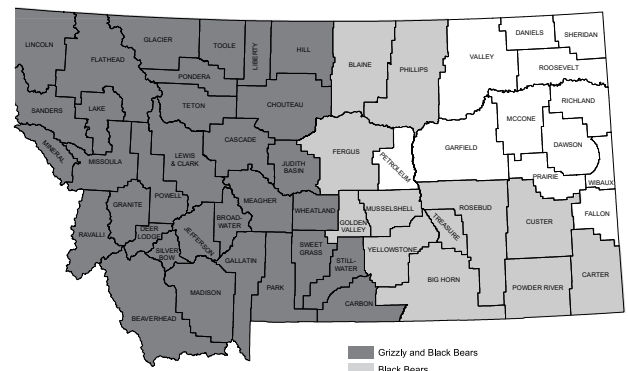 DANIELS
SHERIDAN
LINCOLN
GLACIER
TOOLE
LIBERTY
HILL
BLAINE
PHILLIPS
VALLEY
ROOSEVELT
FLATHEAD
PONDERA
SANDERS
LAKE
TETON
CHOUTEAU
RICHLAND
MCCONE
CASCADE
FERGUS
PETROLEUM
GARFIELD
DAWSON
MINERAL
MISSOULA
LEWIS
& CLARK
JUDITH
BASIN
PRAIRIE
WIBAUX
POWELL
GRANITE
MEAGHER
WHEATLAND
MUSSELSHELL
ROSEBUD
CUSTER
FALLON
RAVALLI
DEER
LODGE
JEFFERSON
BROAD-
WATER
GOLDEN
VALLEY
TREASURE
SILVER
BOW
GALLATIN
SWEET
GRASS
STILL-
WATER
YELLOWSTONE
BIG HORN
POWDER RIVER
CARTER
MADISON
PARK
CARBON
BEAVERHEAD
Grizzly and Black Bears
Black Bears